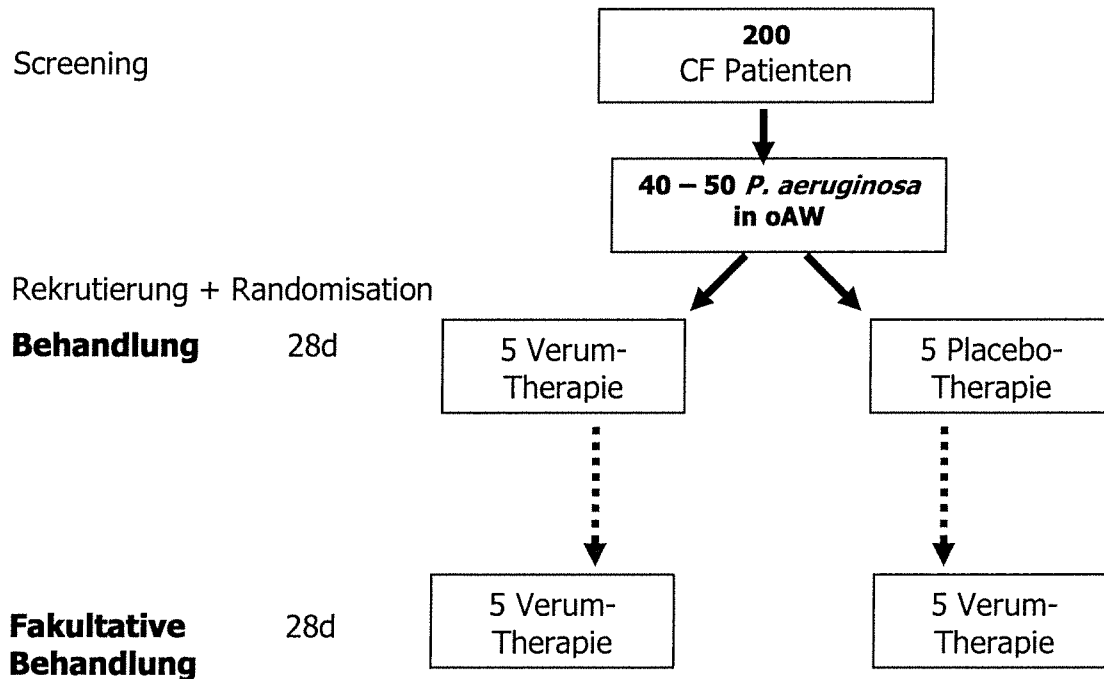 200
CF Patienten
Screening
40 – 50 P. aeruginosa
in oAW
Rekrutierung + Randomisation
Behandlung 28d
5 Verum-
Therapie
5 Placebo-
Therapie
Fakultative
Behandlung
28d
5 Verum-
Therapie
5 Verum-
Therapie